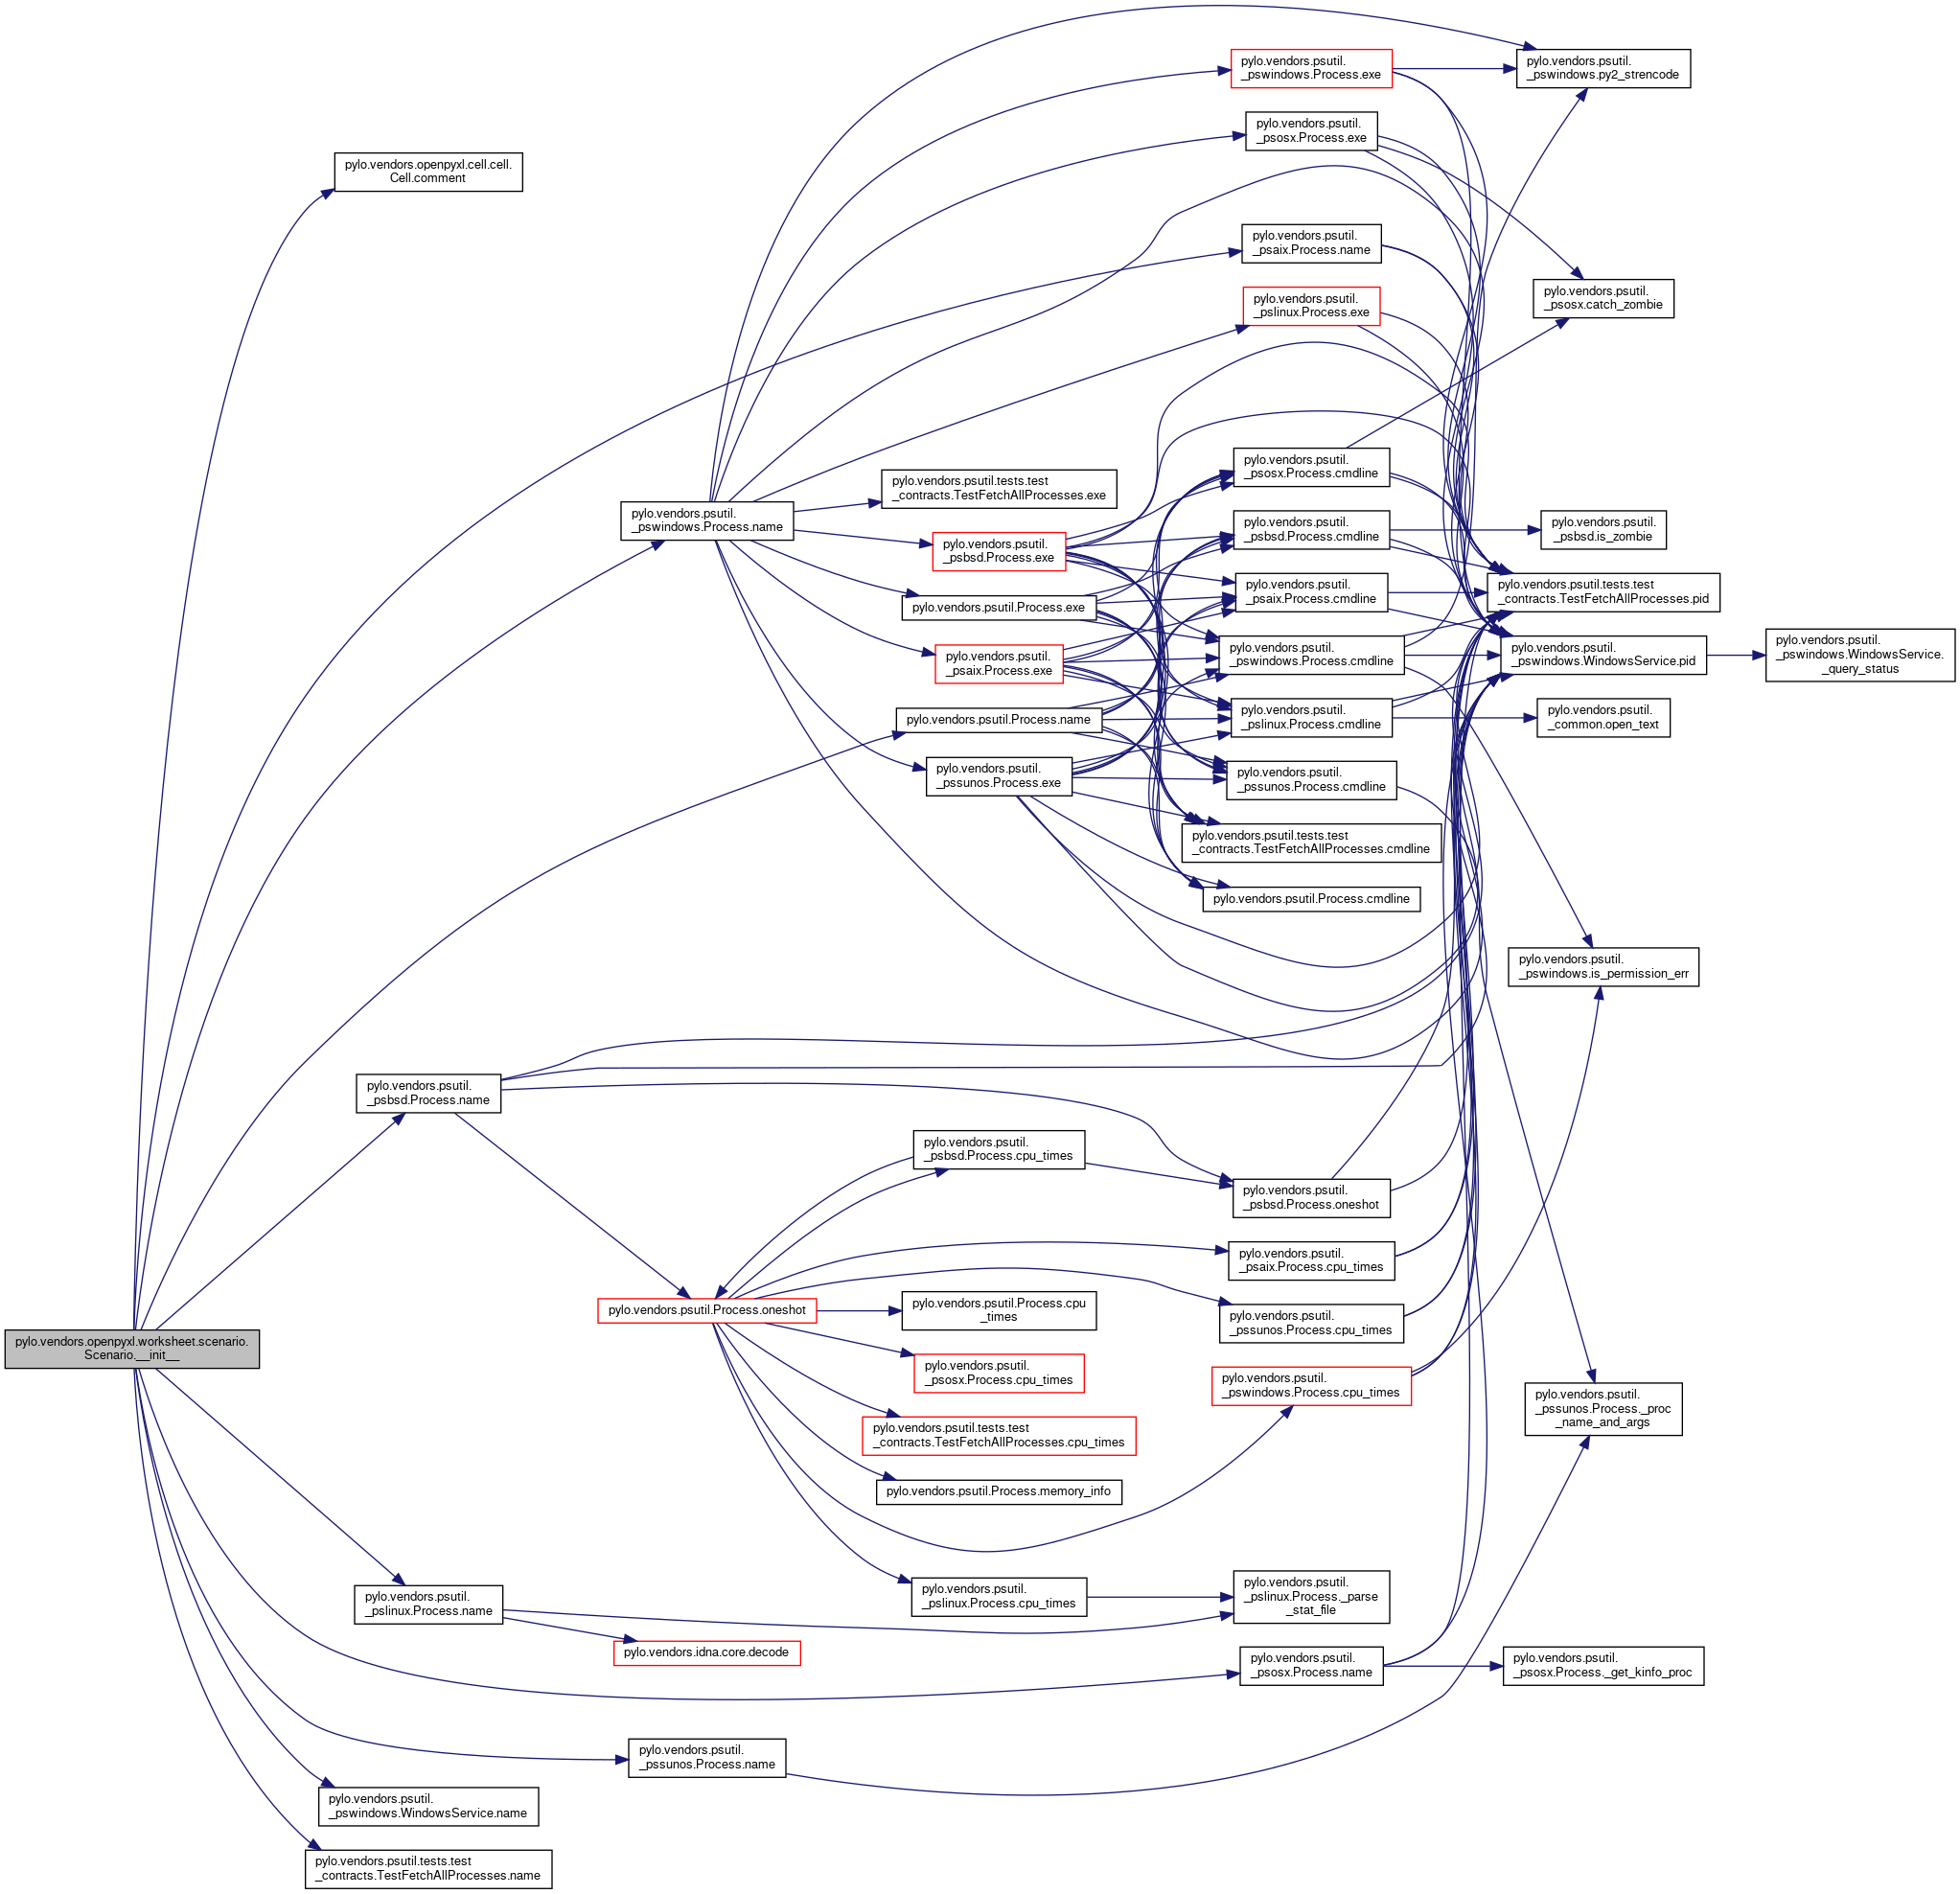 pylo.vendors.openpyxl.worksheet.scenario.
Scenario.__init__
pylo.vendors.openpyxl.cell.cell.
Cell.comment
pylo.vendors.psutil.
_psbsd.Process.name
pylo.vendors.psutil.
_pslinux.Process.name
pylo.vendors.psutil.
_pswindows.WindowsService.name
pylo.vendors.psutil.tests.test
_contracts.TestFetchAllProcesses.name
pylo.vendors.psutil.
_pswindows.Process.name
pylo.vendors.psutil.Process.oneshot
pylo.vendors.idna.core.decode
pylo.vendors.psutil.
_pssunos.Process.name
pylo.vendors.psutil.tests.test
_contracts.TestFetchAllProcesses.exe
pylo.vendors.psutil.
_psbsd.Process.exe
pylo.vendors.psutil.Process.exe
pylo.vendors.psutil.
_psaix.Process.exe
pylo.vendors.psutil.Process.name
pylo.vendors.psutil.
_pssunos.Process.exe
pylo.vendors.psutil.
_psbsd.Process.cpu_times
pylo.vendors.psutil.Process.cpu
_times
pylo.vendors.psutil.
_psosx.Process.cpu_times
pylo.vendors.psutil.tests.test
_contracts.TestFetchAllProcesses.cpu_times
pylo.vendors.psutil.Process.memory_info
pylo.vendors.psutil.
_pslinux.Process.cpu_times
pylo.vendors.psutil.
_pswindows.Process.exe
pylo.vendors.psutil.
_psosx.Process.exe
pylo.vendors.psutil.
_psaix.Process.name
pylo.vendors.psutil.
_pslinux.Process.exe
pylo.vendors.psutil.
_psosx.Process.cmdline
pylo.vendors.psutil.
_psbsd.Process.cmdline
pylo.vendors.psutil.
_psaix.Process.cmdline
pylo.vendors.psutil.
_pswindows.Process.cmdline
pylo.vendors.psutil.
_pslinux.Process.cmdline
pylo.vendors.psutil.
_pssunos.Process.cmdline
pylo.vendors.psutil.tests.test
_contracts.TestFetchAllProcesses.cmdline
pylo.vendors.psutil.Process.cmdline
pylo.vendors.psutil.
_psbsd.Process.oneshot
pylo.vendors.psutil.
_psaix.Process.cpu_times
pylo.vendors.psutil.
_pssunos.Process.cpu_times
pylo.vendors.psutil.
_pswindows.Process.cpu_times
pylo.vendors.psutil.
_pslinux.Process._parse
_stat_file
pylo.vendors.psutil.
_psosx.Process.name
pylo.vendors.psutil.
_pswindows.py2_strencode
pylo.vendors.psutil.
_psosx.catch_zombie
pylo.vendors.psutil.
_psbsd.is_zombie
pylo.vendors.psutil.tests.test
_contracts.TestFetchAllProcesses.pid
pylo.vendors.psutil.
_pswindows.WindowsService.pid
pylo.vendors.psutil.
_common.open_text
pylo.vendors.psutil.
_pswindows.is_permission_err
pylo.vendors.psutil.
_pssunos.Process._proc
_name_and_args
pylo.vendors.psutil.
_psosx.Process._get_kinfo_proc
pylo.vendors.psutil.
_pswindows.WindowsService.
_query_status